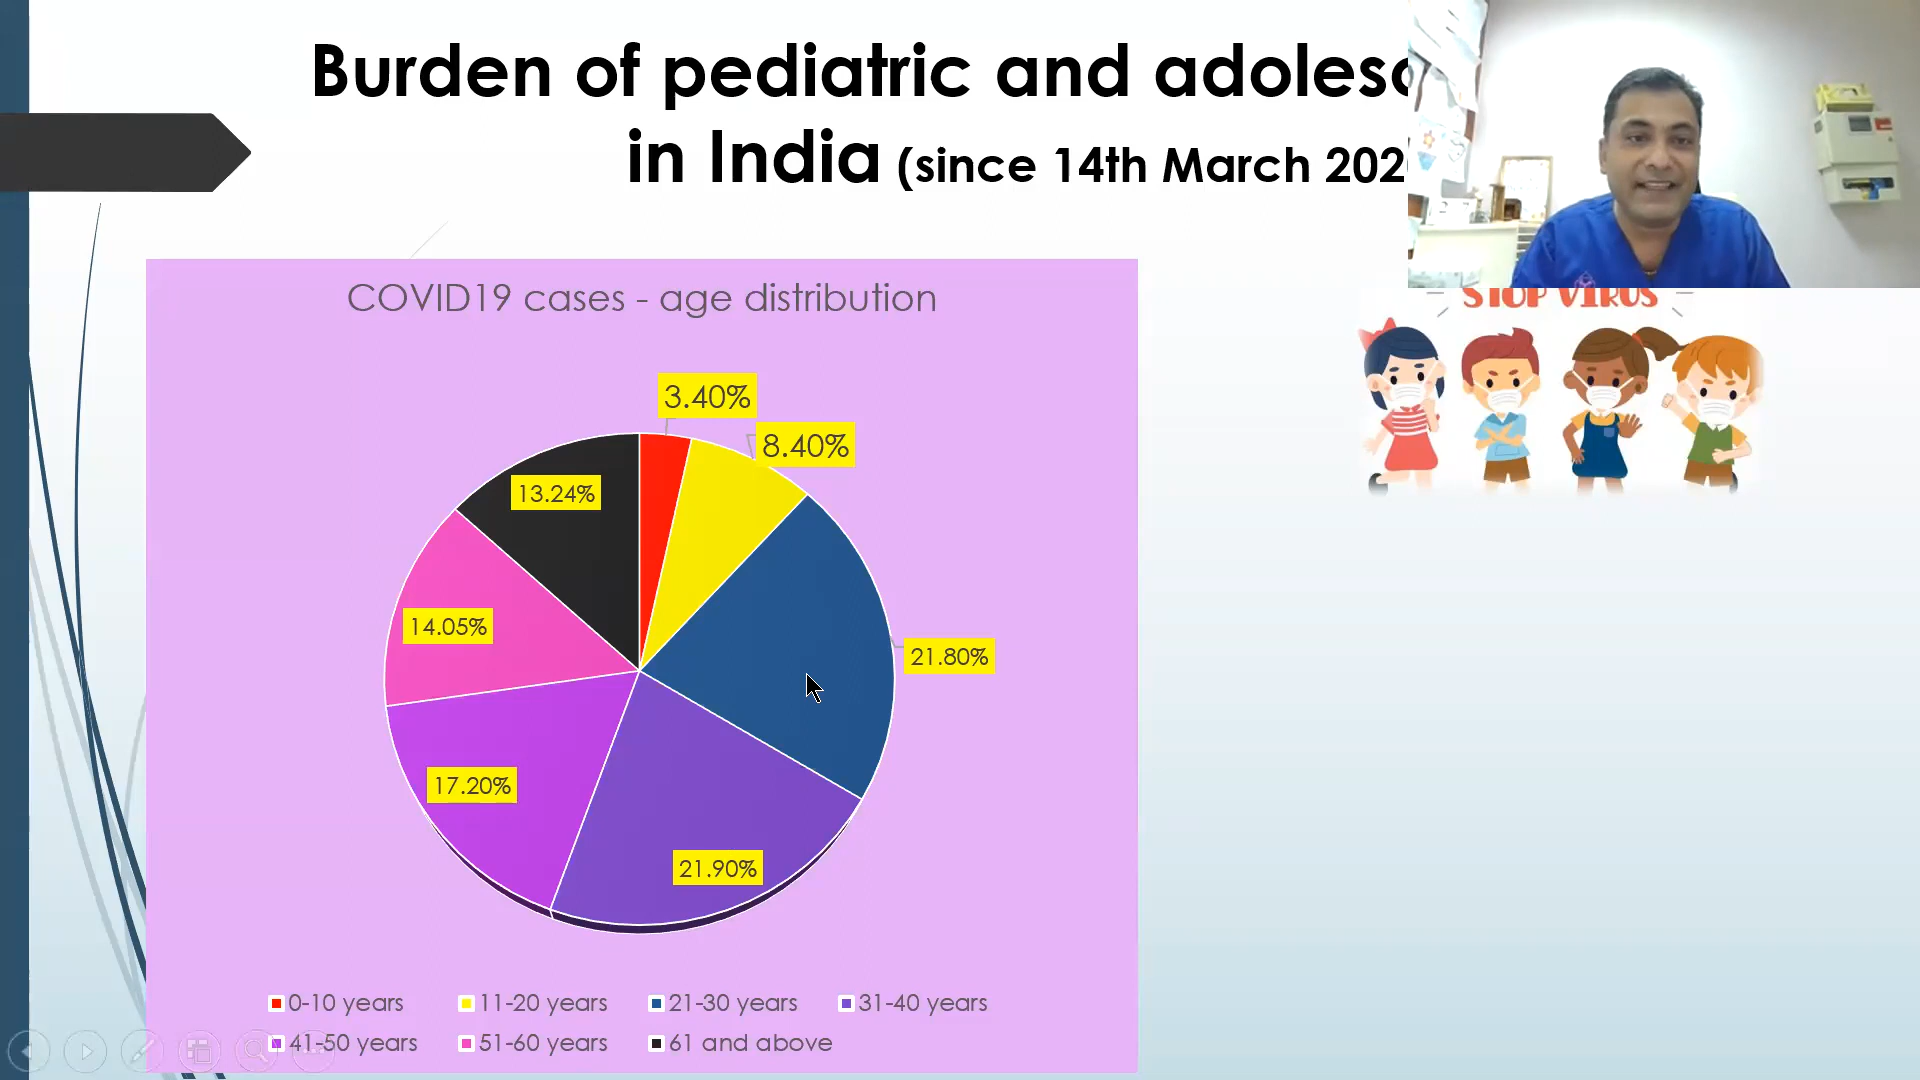 Burden of pediatric and adolesc
in India (since 14th March 202
STOP VIRUS
COVID19 cases - age distribution
3.40%
8.40%
13.24%
14.05%
21.80%
17.20%
21.90%
0-10 years 11-20 years 21-30 years 31-40 years
41-50 years 51-60 years 61 and above